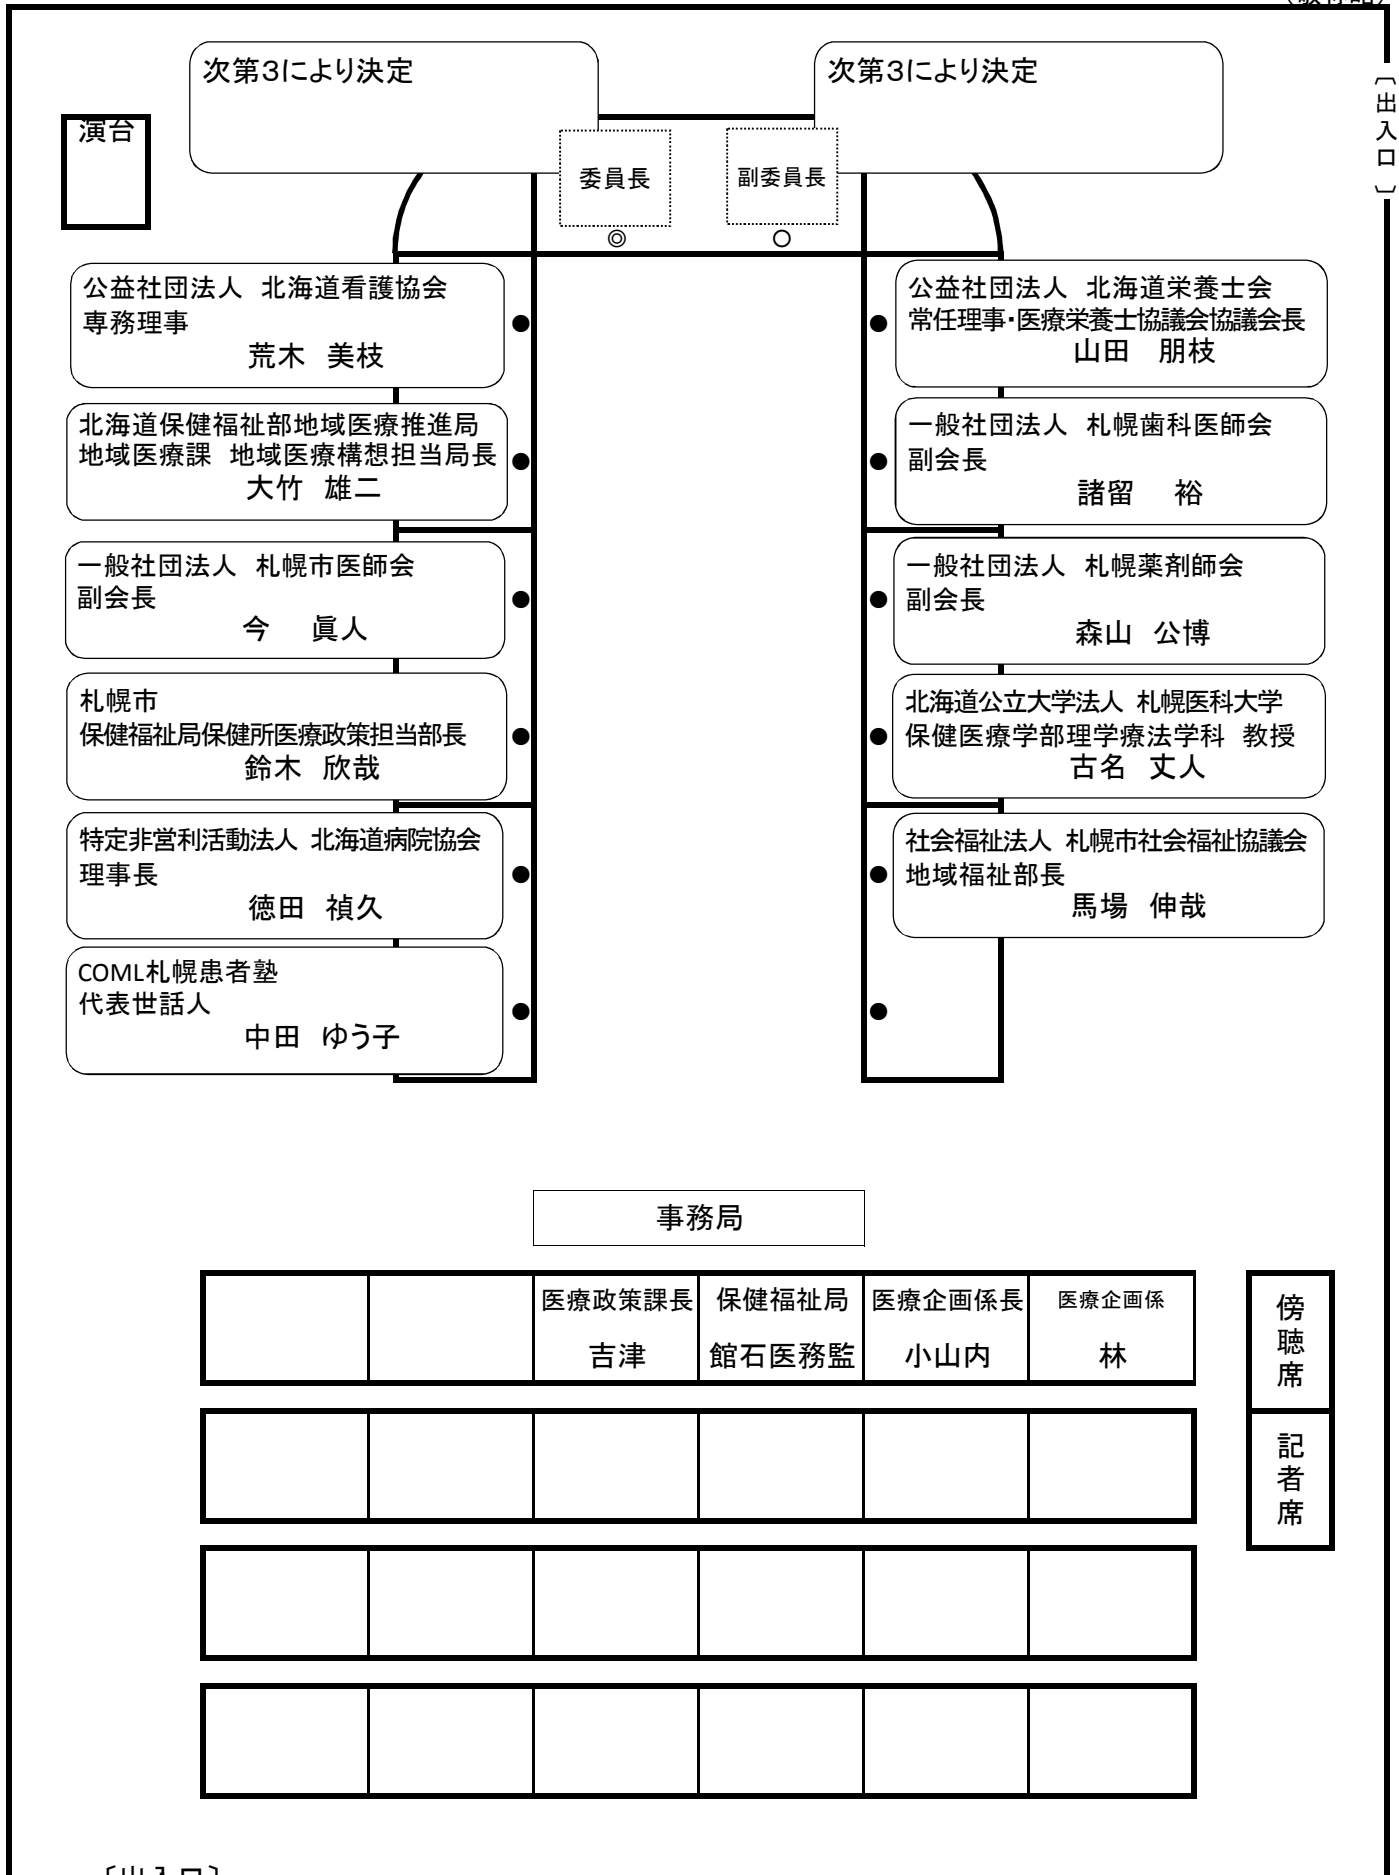 次第3により決定
次第3により決定
〔出入口〕
演台
委員長
副委員長
◎
○
公益社団法人 北海道看護協会
専務理事
荒木 美枝
北海道保健福祉部地域医療推進局
地域医療課 地域医療構想担当局長
大竹 雄二
一般社団法人 札幌市医師会
副会長
今 眞人
札幌市
保健福祉局保健所医療政策担当部長
鈴木 欣哉
特定非営利活動法人 北海道病院協会
理事長
徳田 禎久
COML札幌患者塾
代表世話人
中田 ゆう子
公益社団法人 北海道栄養士会
常任理事・医療栄養士協議会協議会長
山田 朋枝
一般社団法人 札幌歯科医師会
副会長
諸留 裕
一般社団法人 札幌薬剤師会
副会長
森山 公博
北海道公立大学法人 札幌医科大学
保健医療学部理学療法学科 教授
古名 丈人
社会福祉法人 札幌市社会福祉協議会
地域福祉部長
馬場 伸哉
事務局
医療政策課長
吉津
保健福祉局
館石医務監
医療企画係長
小山内
医療企画係
林
傍聴席
記者席
〔出入口〕